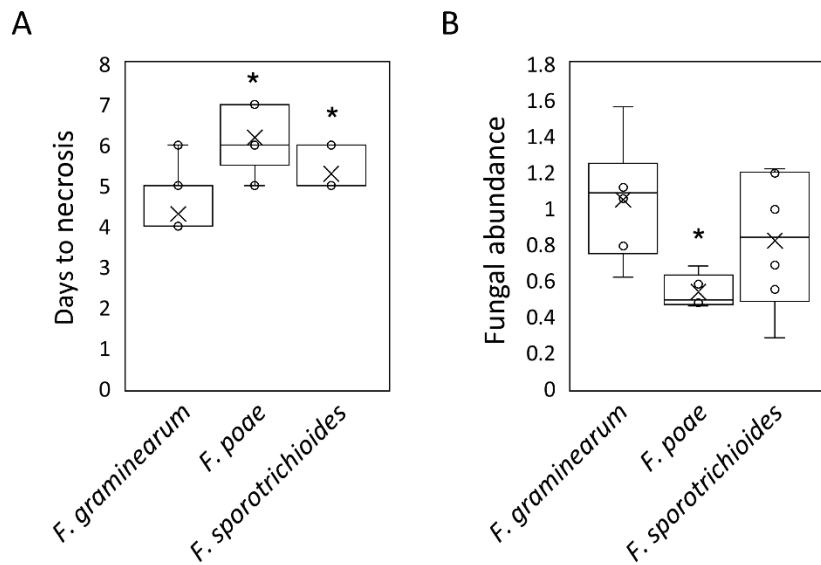 A
Days to necrosis
8
7
6
5
4
3
2
1
0
*
*
F. graminearum
F. poae
F. sporotrichioides
B
Fungal abundance
1.8
1.6
1.4
1.2
1
0.8
0.6
0.4
0.2
0
*
F. graminearum
F. poae
F. sporotrichioides